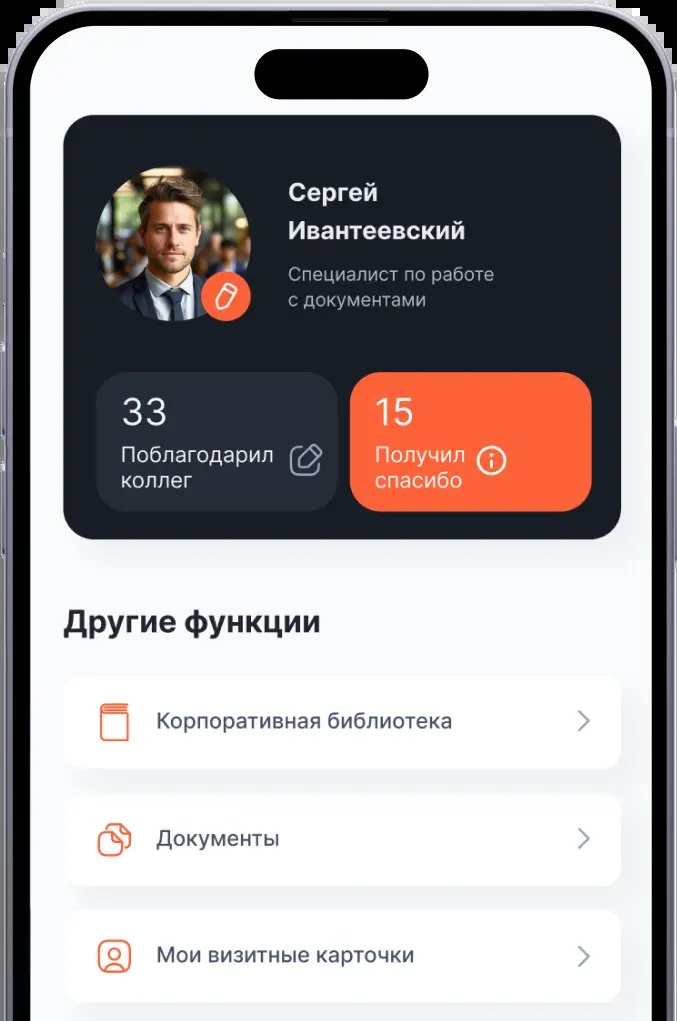 Сергей
Ивантеевский
Специалист по работе
с документами
33
Поблагодарил
коллег
15
Получил
спасибо
Другие функции
Корпоративная библиотека
Документы
Мои визитные карточки